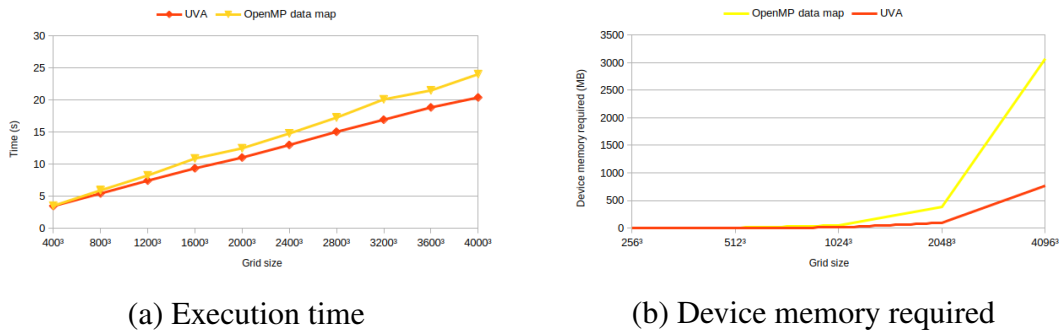 UVA OpenMP data map
30
25
20
15
10
5
0
Time (s)
400³ 800³ 1200³ 1600³ 2000³ 2400³ 2800³ 3200³ 3600³ 4000³
Grid size
(a) Execution time
OpenMP data map UVA
3500
3000
2500
2000
1500
1000
500
0
Device memory required (MB)
256³ 512³ 1024³ 2048³ 4096³
Grid size
(b) Device memory required